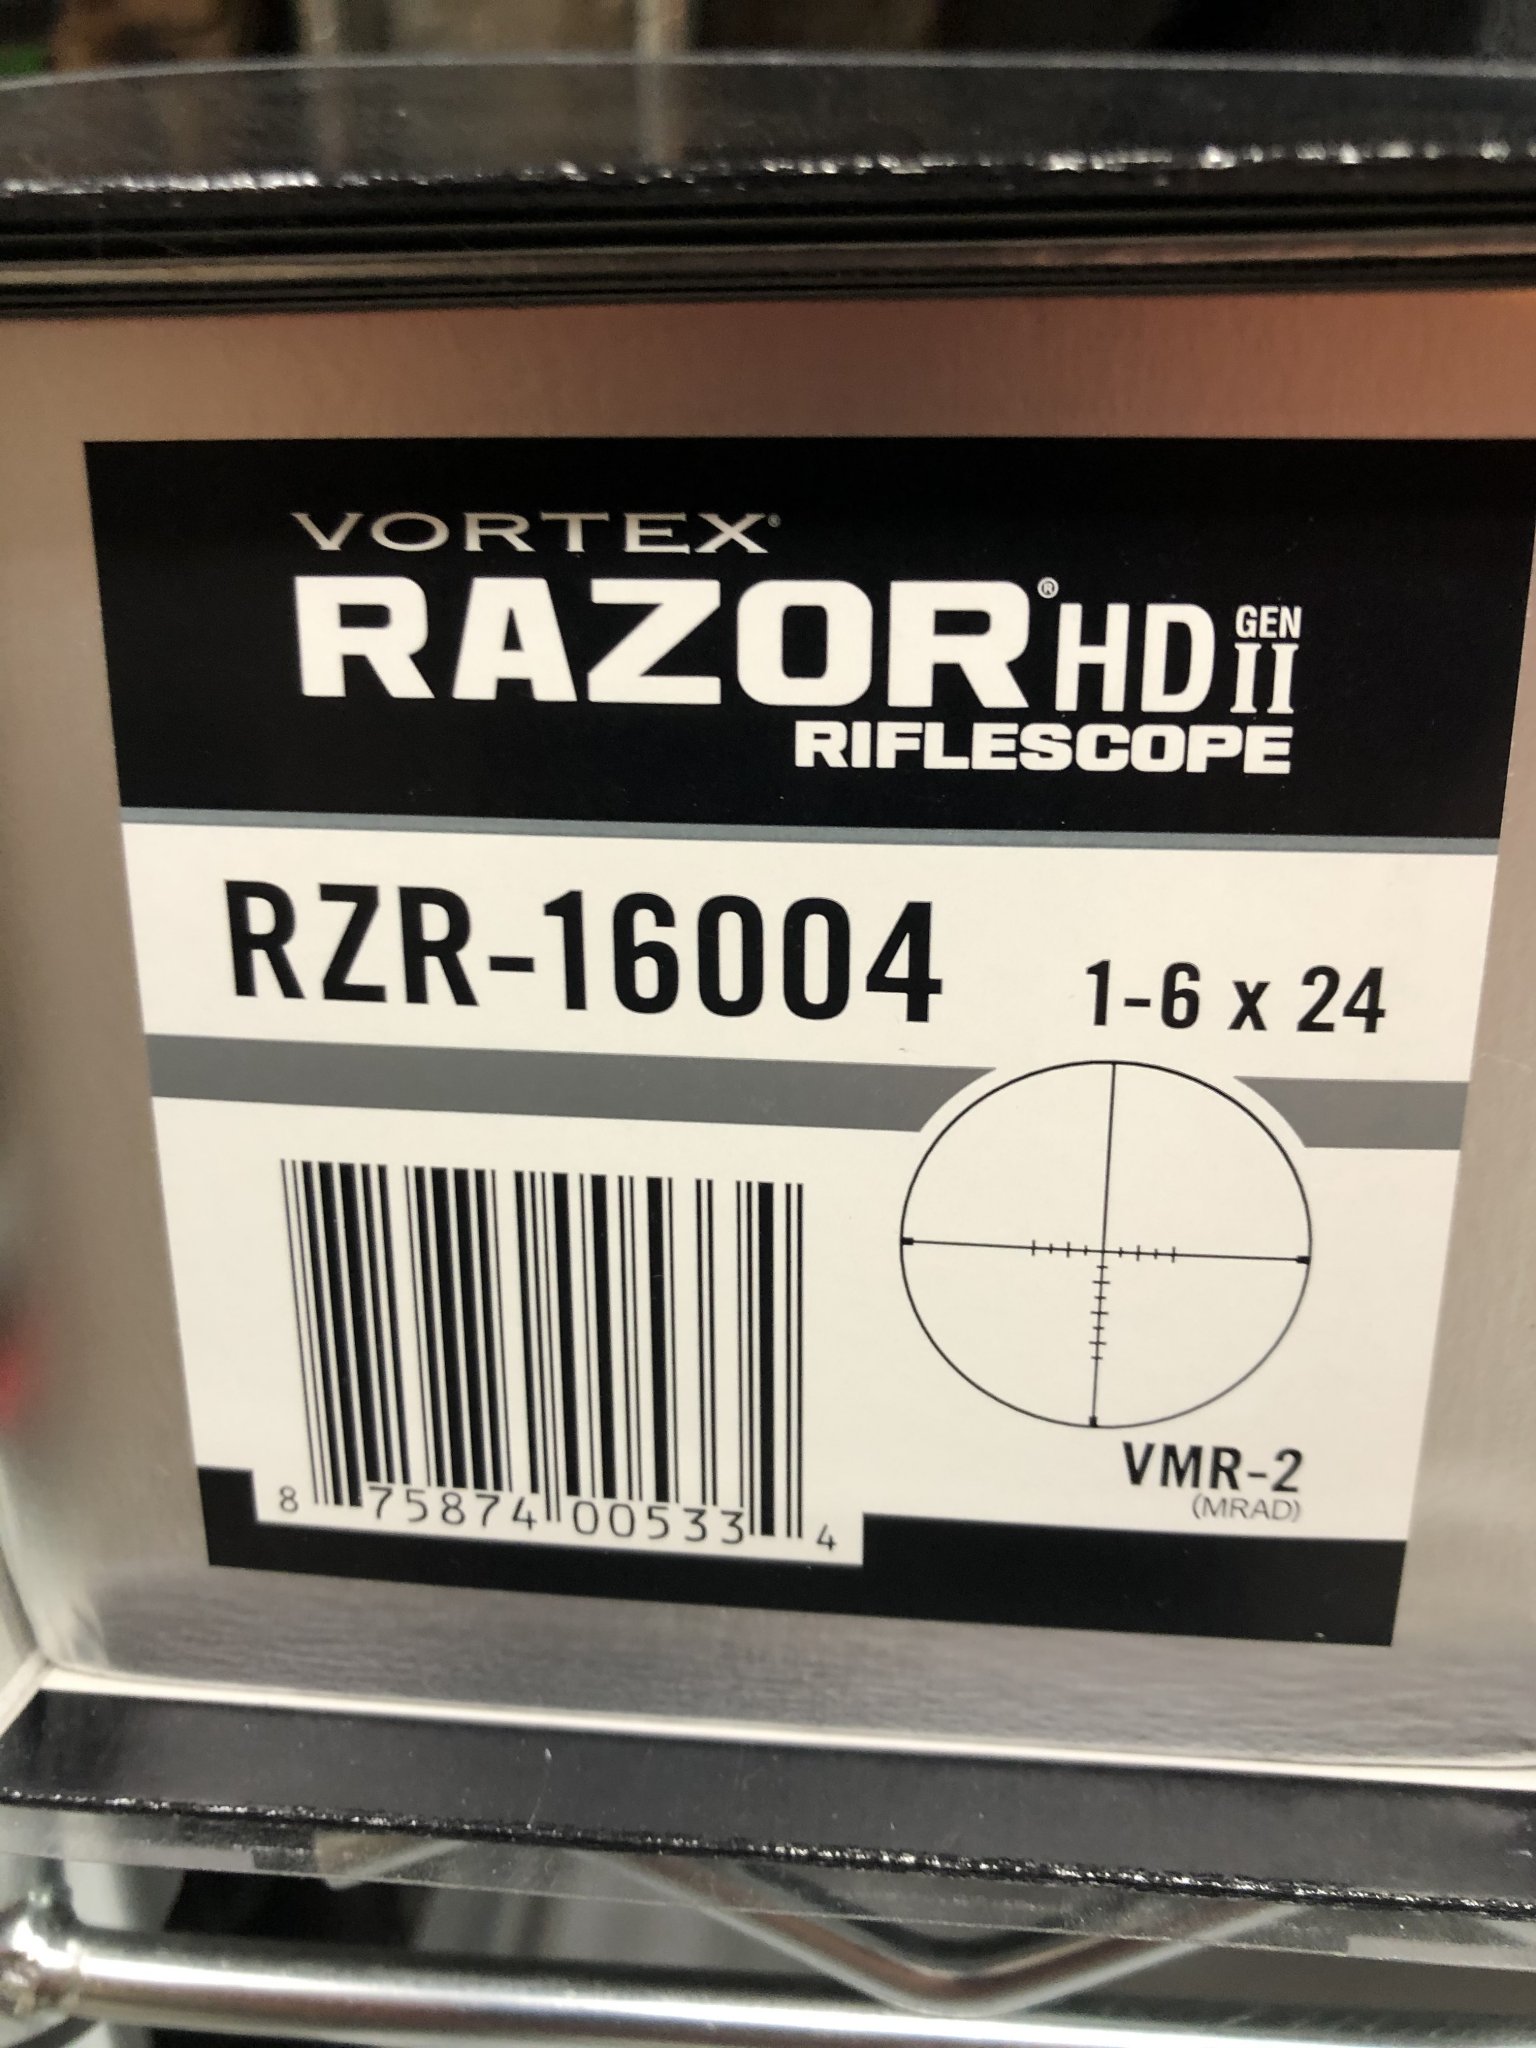 VORTEX®
RAZOR® HD GEN II
RIFLESCOPE
RZR-16004
1-6 x 24
VMR-2
(MRAD)
8 75874 00533 4